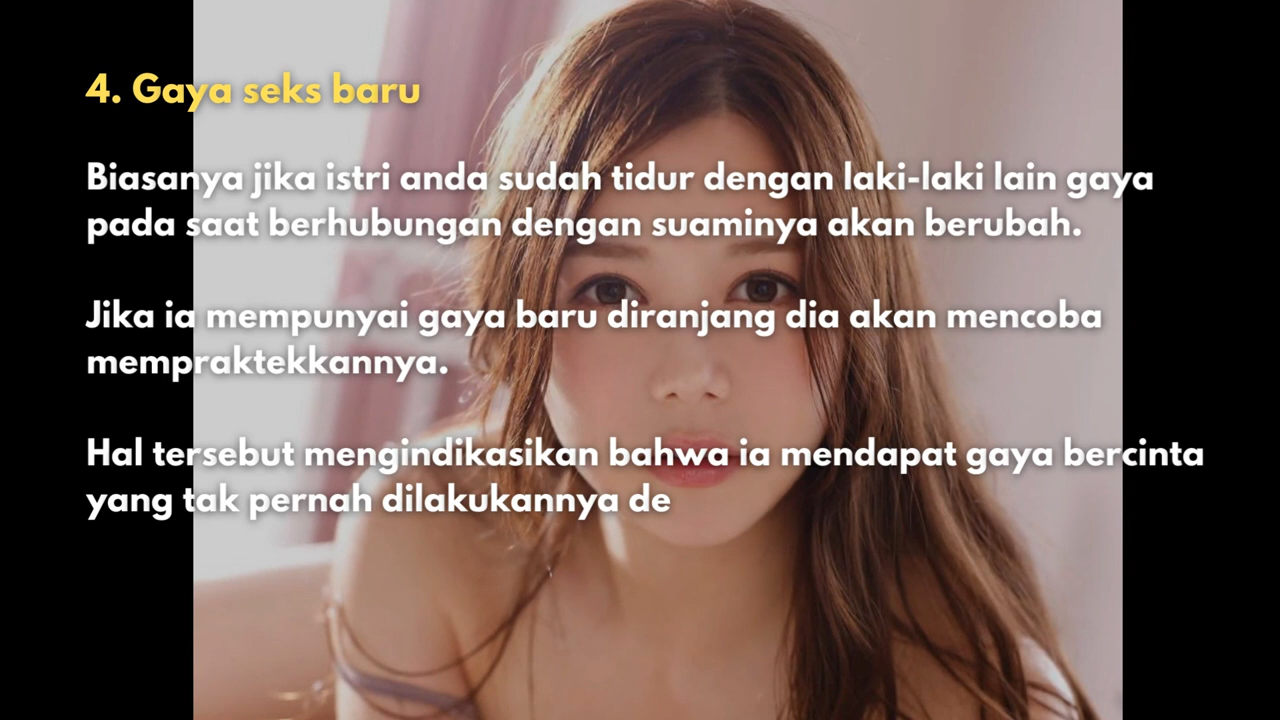 4. Gaya seks baru
Biasanya jika istri anda sudah tidur dengan laki-laki lain gaya
pada saat berhubungan dengan suaminya akan berubah.
Jika ia mempunyai gaya baru diranjang dia akan mencoba
mempraktekkannya.
Hal tersebut mengindikasikan bahwa ia mendapat gaya bercinta
yang tak pernah dilakukannya de